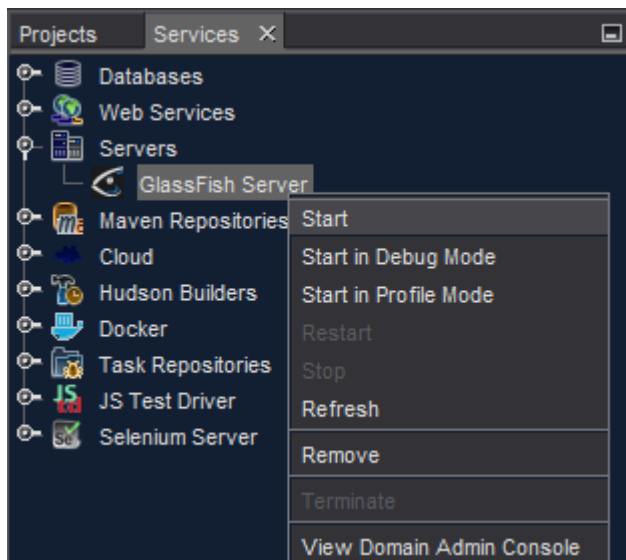 Projects
Services
Databases
Web Services
Servers
GlassFish Server
Maven Repositories
Cloud
Hudson Builders
Docker
Task Repositories
JS Test Driver
Selenium Server
Start
Start in Debug Mode
Start in Profile Mode
Restart
Stop
Refresh
Remove
Terminate
View Domain Admin Console